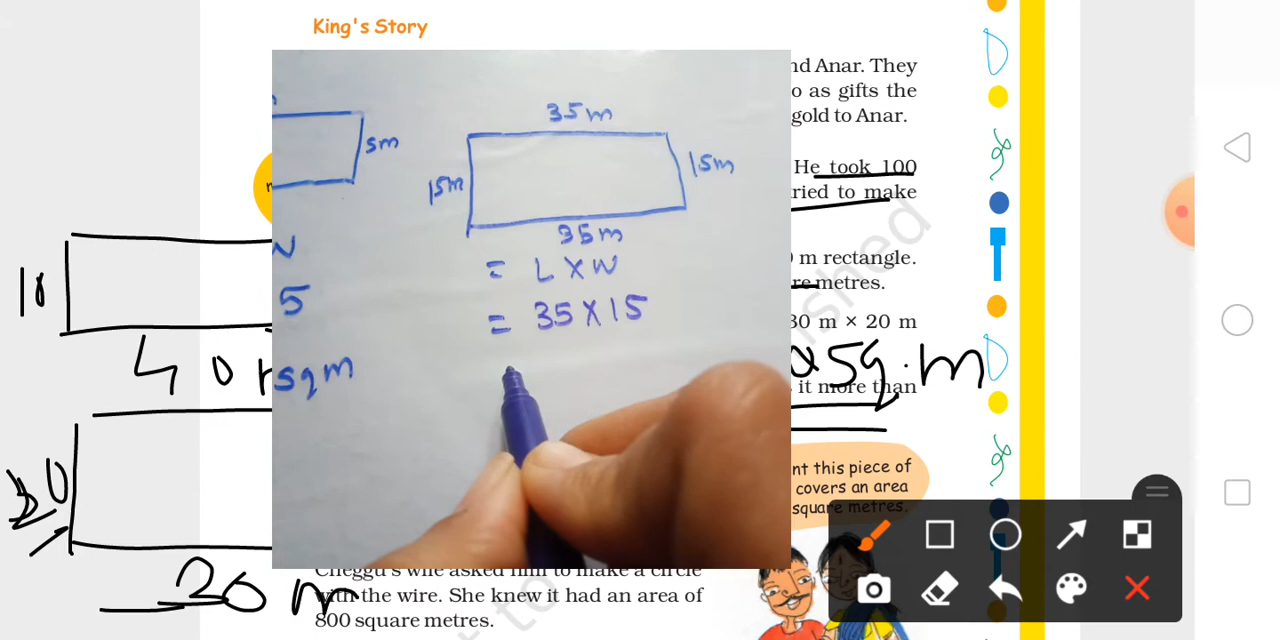 King's Story
nd Anar. They
o as gifts the
gold to Anar.
He took 100
ried to make
m rectangle.
re metres.
30 m × 20 m
it more than
nt this piece of
covers an area
square metres.
35m
5m
15m
15m
35m
= L X W
= 35 X 15
5
sqm
10
40
5q.m
20
30 m
Cheggu's wife asked him to make a circle
with the wire. She knew it had an area of
800 square metres.